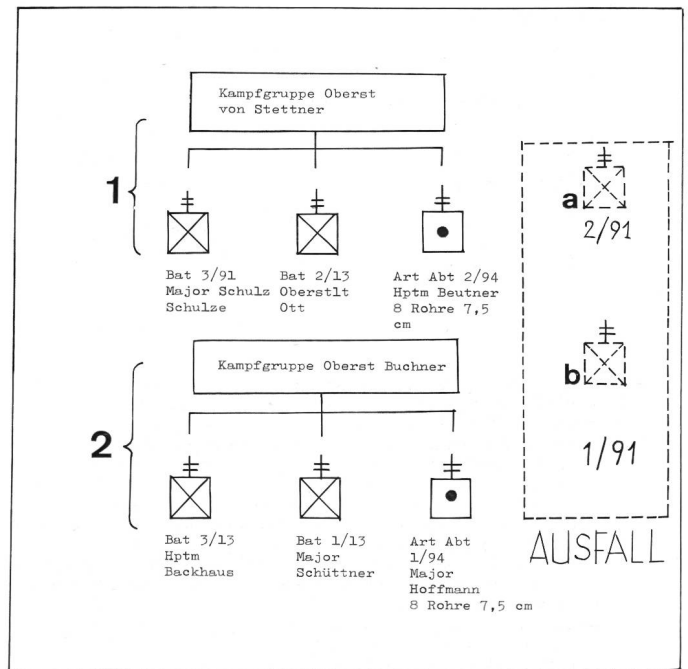 Kampfgruppe Oberst
von Stettner
1
Bat 3/91
Major Schulz
Schulze
Bat 2/13
Oberstlt
Ott
Art Abt 2/94
Hptm Beutner
8 Rohre 7,5
cm
Kampfgruppe Oberst Buchner
2
Bat 3/13
Hptm
Backhaus
Bat 1/13
Major
Schüttner
Art Abt
1/94
Major
Hoffmann
8 Rohre 7,5 cm
a
2/91
b
1/91
AUSFALL